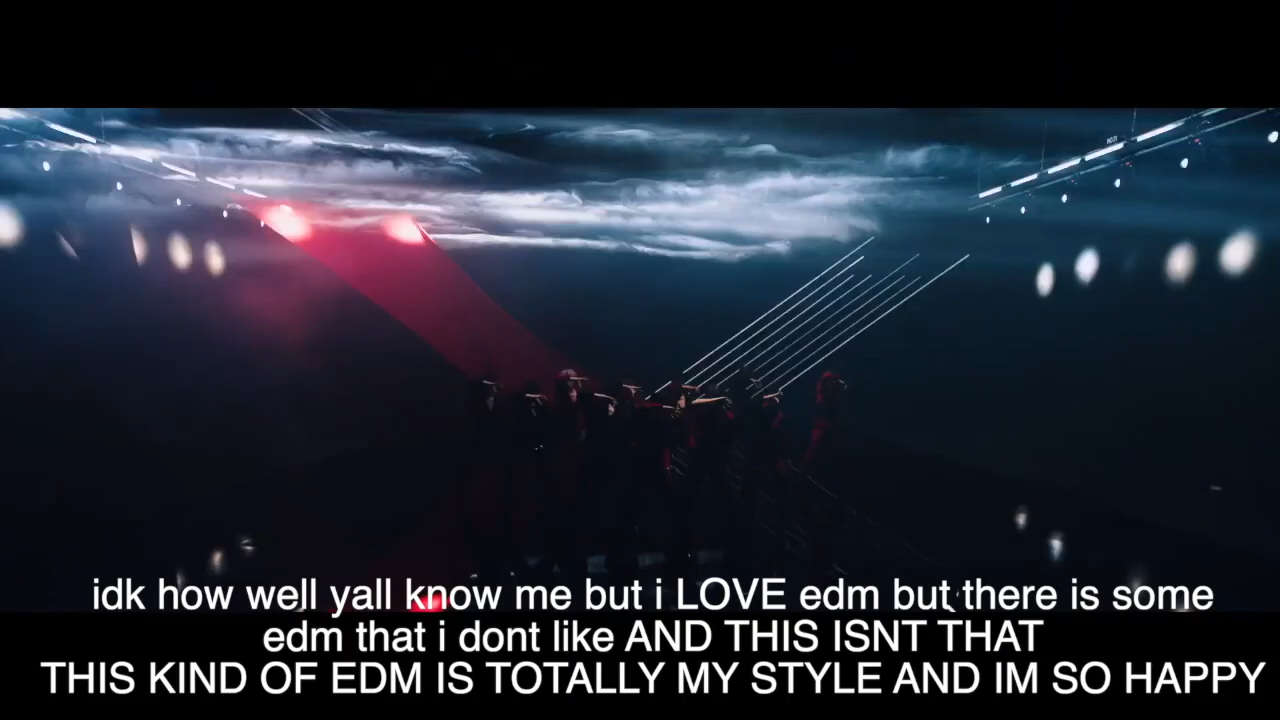 idk how well yall know me but i LOVE edm but there is some
edm that i dont like AND THIS ISNT THAT
THIS KIND OF EDM IS TOTALLY MY STYLE AND IM SO HAPPY